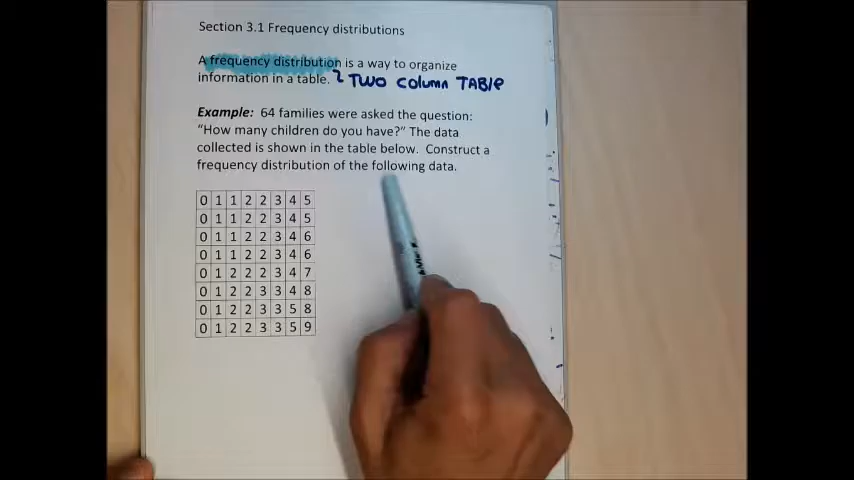 Section 3.1 Frequency distributions
A frequency distribution is a way to organize
information in a table. 2 TWO COLUMN TABLE
Example: 64 families were asked the question:
“How many children do you have?” The data
collected is shown in the table below. Construct a
frequency distribution of the following data.
0 1 1 2 2 3 4 5
0 1 1 2 2 3 4 5
0 1 1 2 2 3 4 6
0 1 1 2 2 3 4 6
0 1 2 2 2 3 4 7
0 1 2 2 3 3 4 8
0 1 2 2 3 3 5 8
0 1 2 2 3 3 5 9